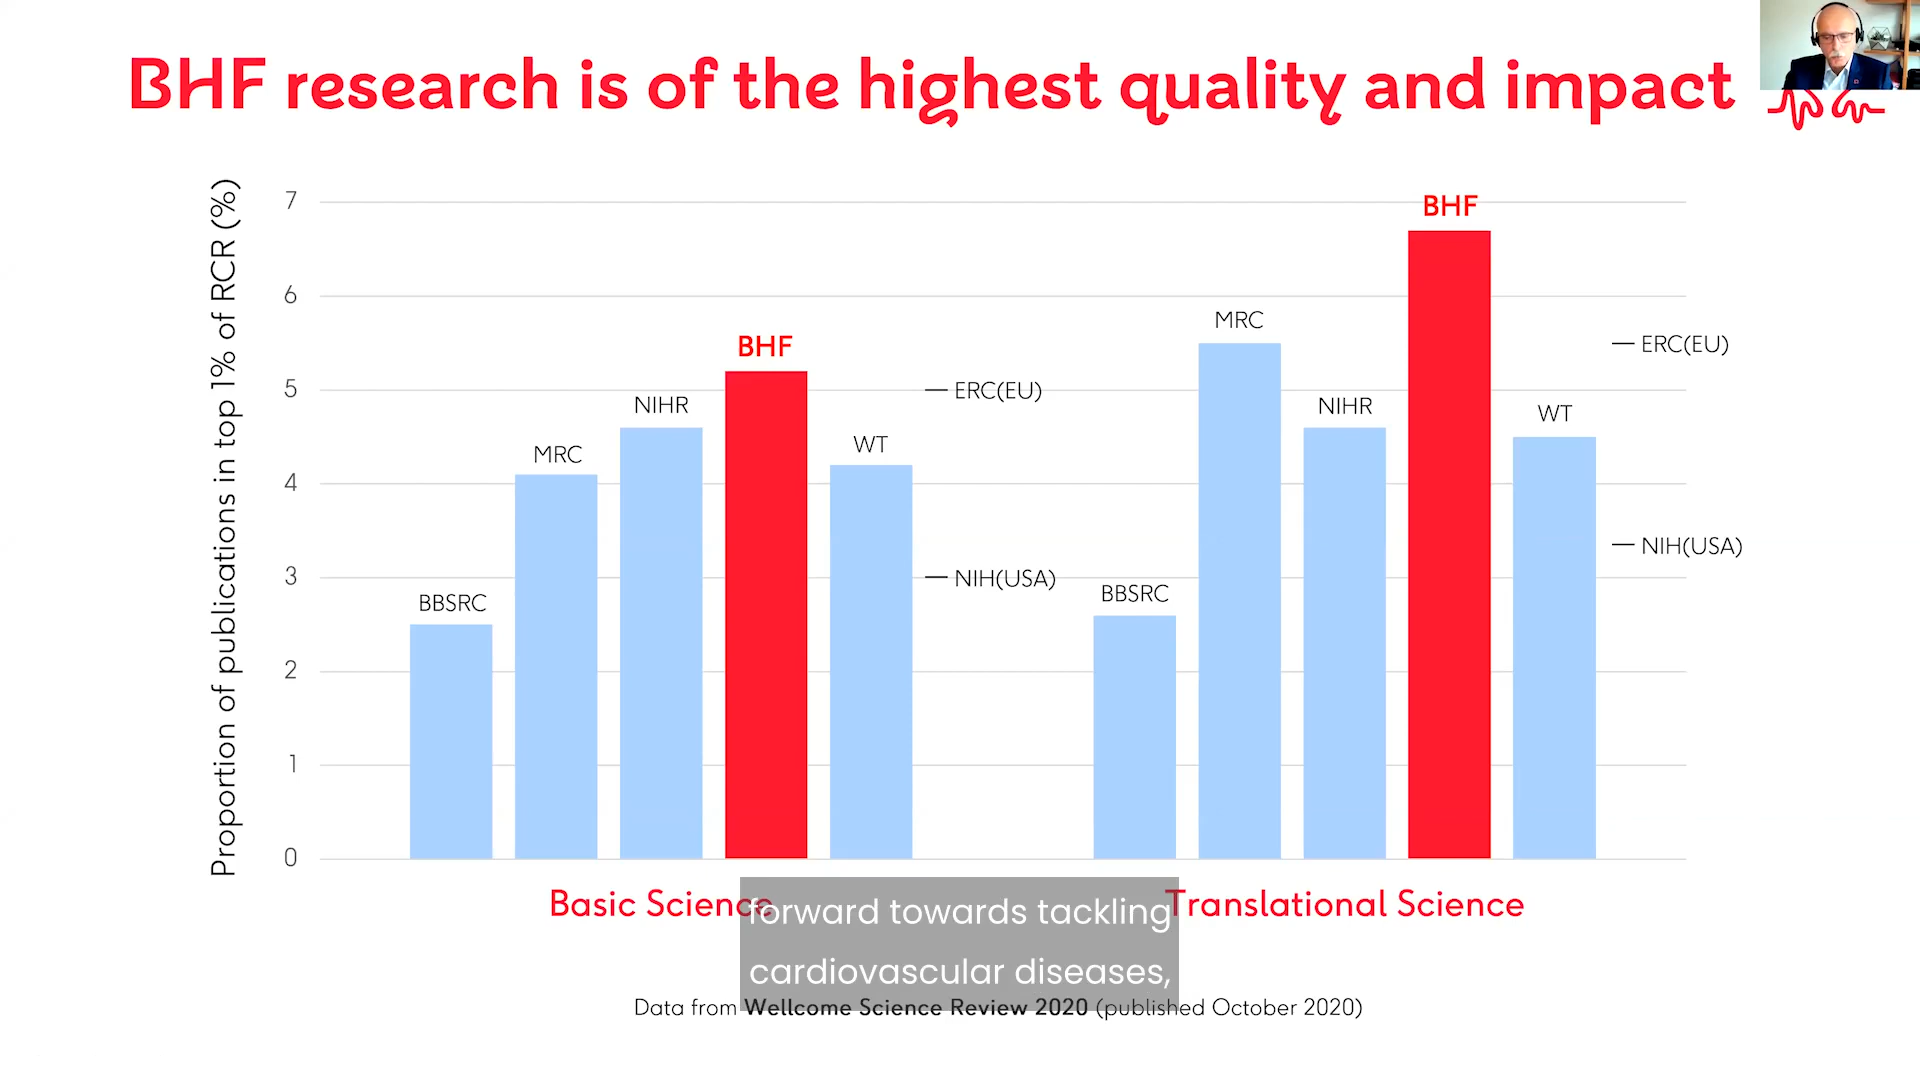 BHF research is of the highest quality and impact
Proportion of publications in top 1% of RCR (%)
7
6
5
4
3
2
1
0
BBSRC
MRC
NIHR
BHF
WT
ERC(EU)
NIH(USA)
BBSRC
MRC
NIHR
BHF
WT
ERC(EU)
NIH(USA)
Basic Science
Translational Science
forward towards tackling
cardiovascular diseases,
Data from Wellcome Science Review 2020 (published October 2020)